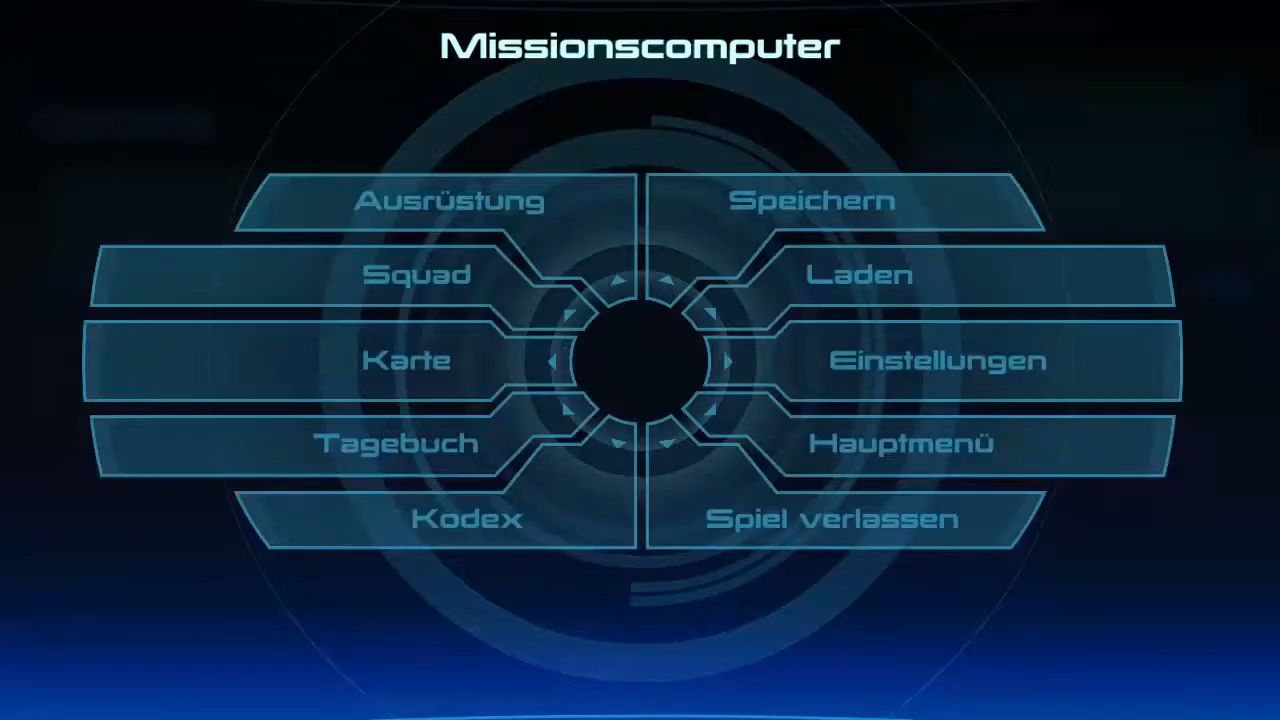 Missionscomputer
Ausrüstung
Speichern
Squad
Laden
Karte
Einstellungen
Tagebuch
Hauptmenü
Kodex
Spiel verlassen